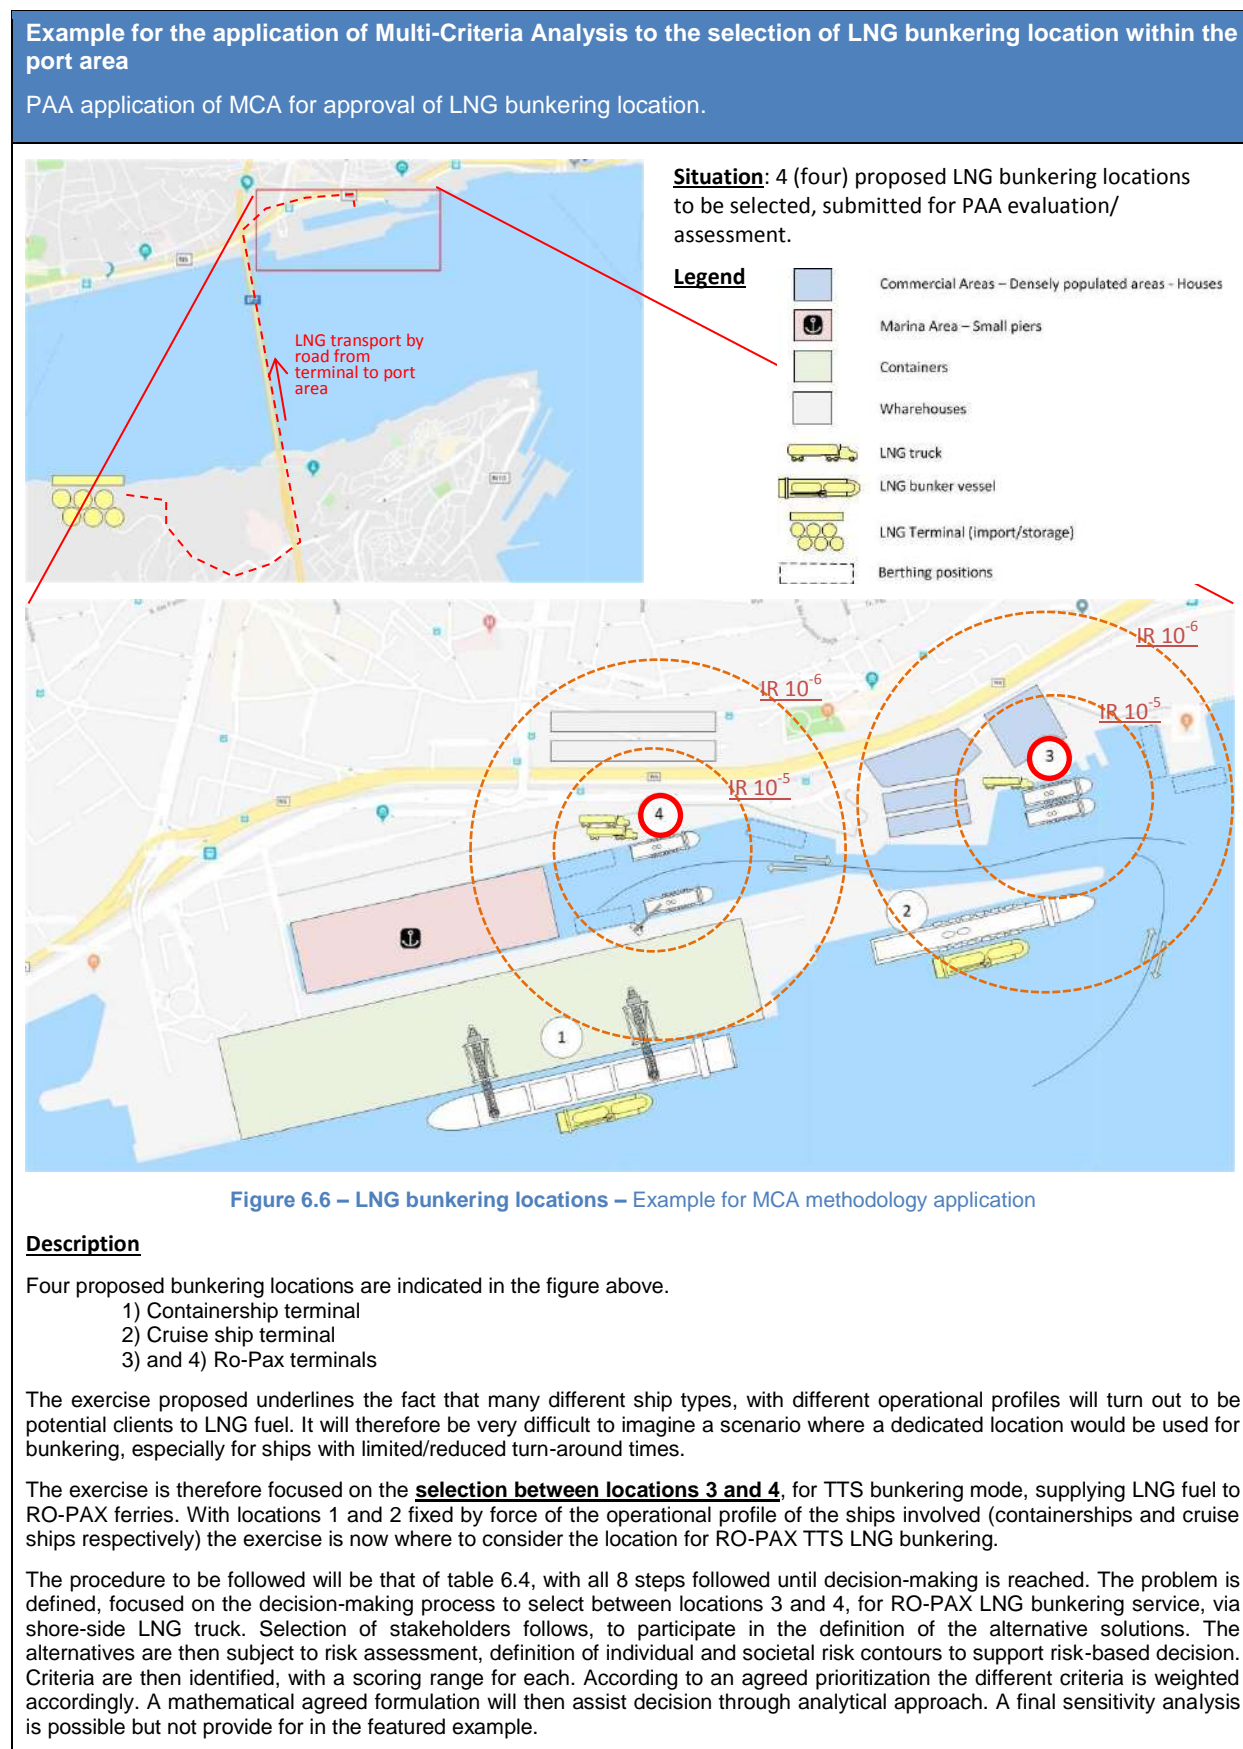 Example for the application of Multi-Criteria Analysis to the selection of LNG bunkering location within the
port area
PAA application of MCA for approval of LNG bunkering location.
Situation: 4 (four) proposed LNG bunkering locations
to be selected, submitted for PAA evaluation/
assessment.
Legend
Commercial Areas – Densely populated areas - Houses
Marina Area – Small piers
Containers
Wharehouses
LNG truck
LNG bunker vessel
LNG Terminal (import/storage)
Berthing positions
LNG transport by
road from
terminal to port
area
IR 10-6
IR 10-6
IR 10-5
IR 10-5
3
4
2
1
Figure 6.6 – LNG bunkering locations – Example for MCA methodology application
Description
Four proposed bunkering locations are indicated in the figure above.
1) Containership terminal
2) Cruise ship terminal
3) and 4) Ro-Pax terminals
The exercise proposed underlines the fact that many different ship types, with different operational profiles will turn out to be
potential clients to LNG fuel. It will therefore be very difficult to imagine a scenario where a dedicated location would be used for
bunkering, especially for ships with limited/reduced turn-around times.
The exercise is therefore focused on the selection between locations 3 and 4, for TTS bunkering mode, supplying LNG fuel to
RO-PAX ferries. With locations 1 and 2 fixed by force of the operational profile of the ships involved (containerships and cruise
ships respectively) the exercise is now where to consider the location for RO-PAX TTS LNG bunkering.
The procedure to be followed will be that of table 6.4, with all 8 steps followed until decision-making is reached. The problem is
defined, focused on the decision-making process to select between locations 3 and 4, for RO-PAX LNG bunkering service, via
shore-side LNG truck. Selection of stakeholders follows, to participate in the definition of the alternative solutions. The
alternatives are then subject to risk assessment, definition of individual and societal risk contours to support risk-based decision.
Criteria are then identified, with a scoring range for each. According to an agreed prioritization the different criteria is weighted
accordingly. A mathematical agreed formulation will then assist decision through analytical approach. A final sensitivity analysis
is possible but not provide for in the featured example.